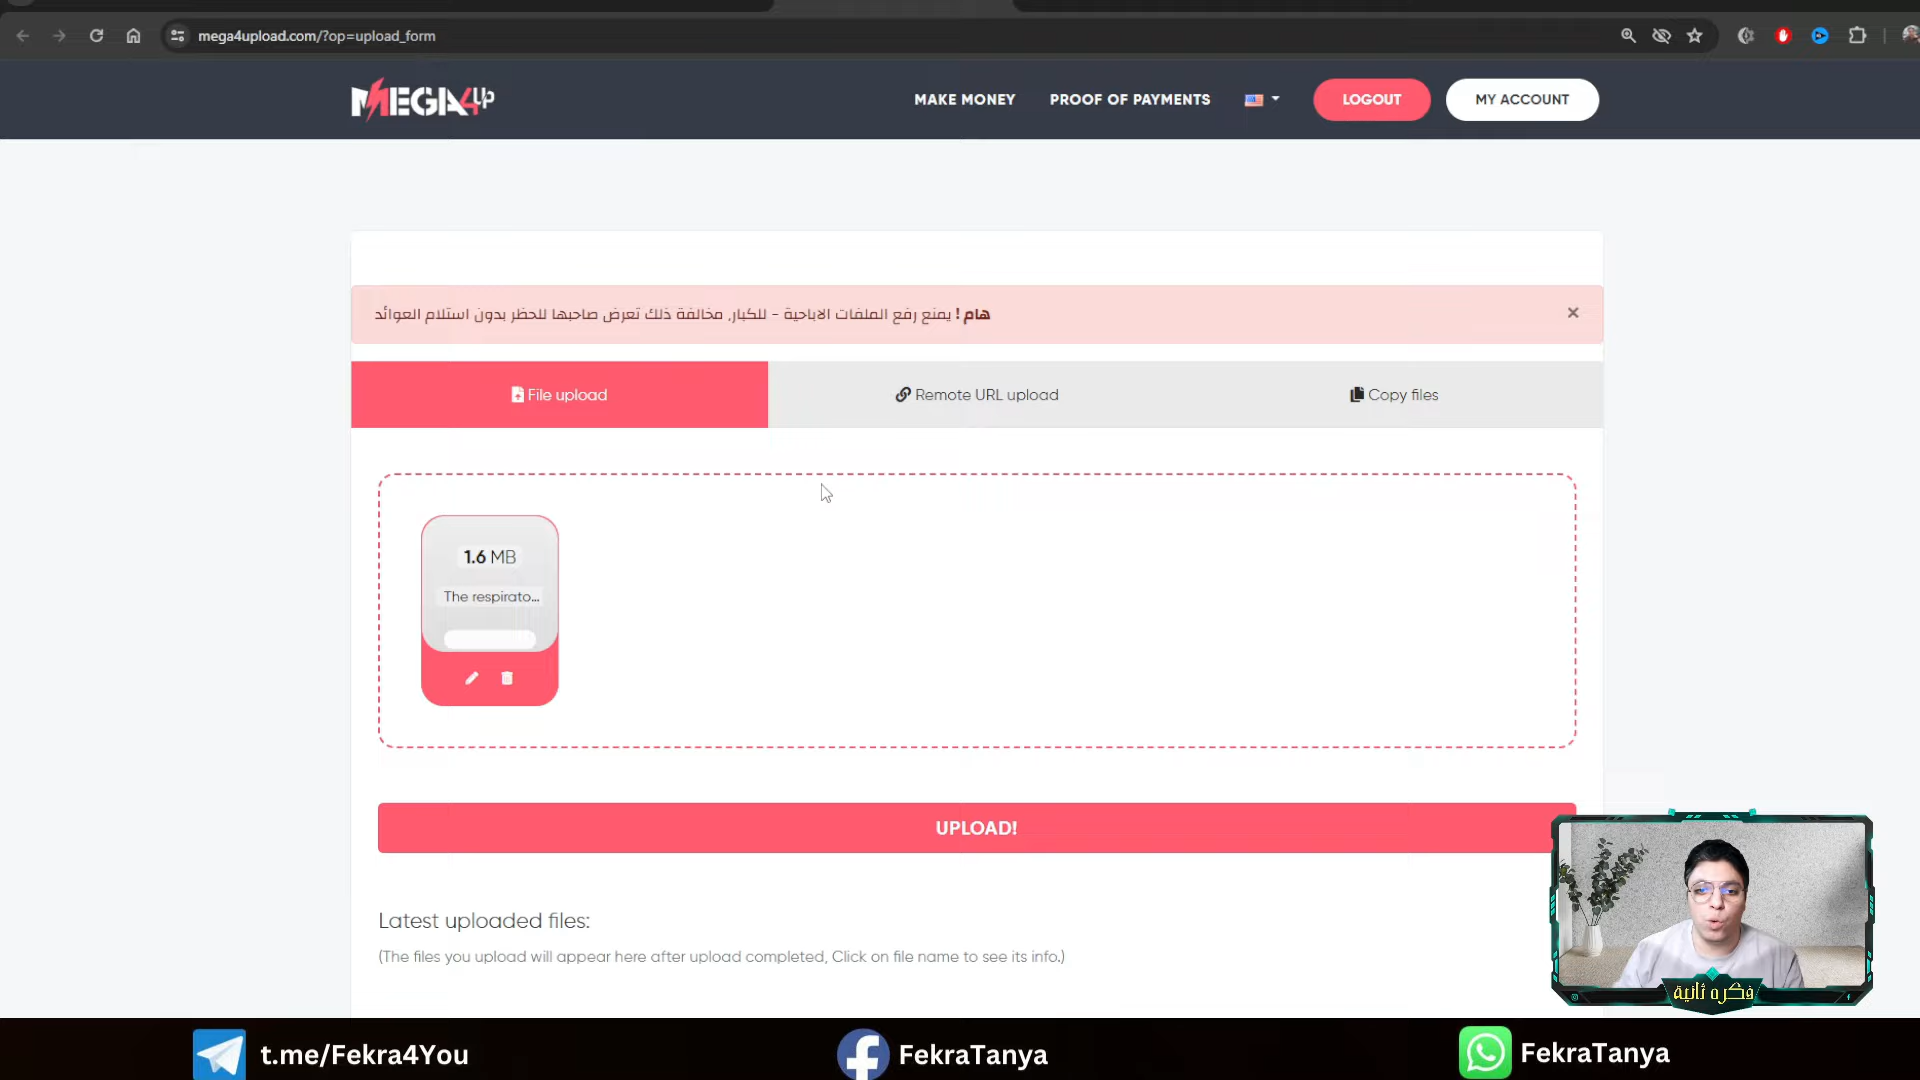 mega4upload.com/?op=upload_form
MEGA4UP
MAKE MONEY
PROOF OF PAYMENTS
LOGOUT
MY ACCOUNT
هام ! يمنع رفع الملفات الاباحية - للكبار, مخالفة ذلك تعرض صاحبها للحظر بدون استلام العوائد
×
File upload
Remote URL upload
Copy files
1.6 MB
The respirato...
UPLOAD!
Latest uploaded files:
(The files you upload will appear here after upload completed, Click on file name to see its info.)
فكره ثانية
t.me/Fekra4You
FekraTanya
FekraTanya